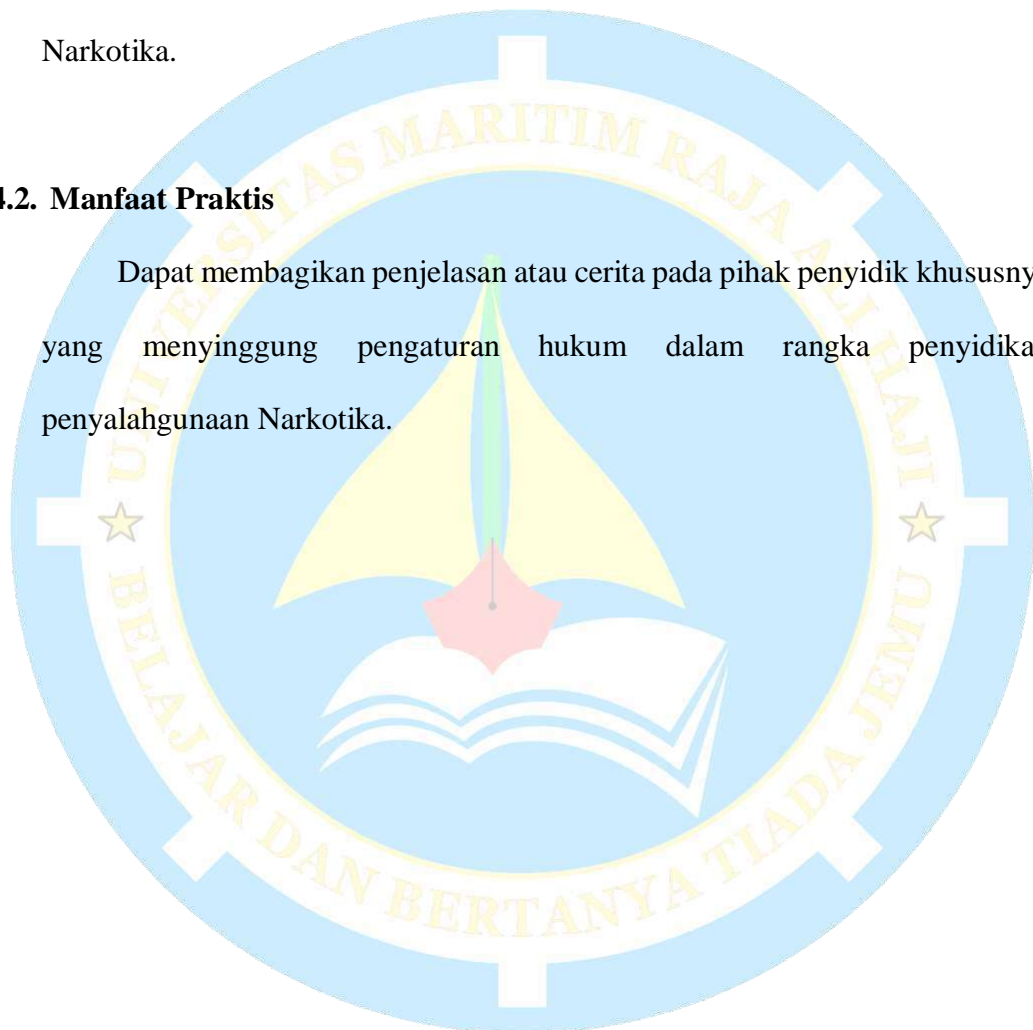 Narkotika.
4.2. Manfaat Praktis
Dapat membagikan penjelasan atau cerita pada pihak penyidik khususny
yang menyinggung pengaturan hukum dalam rangka penyidika
penyalahgunaan Narkotika.
UNIVERSITAS MARITIM RAJA ALI HAJI
BELAJAR DAN BERTANYA TIADA JEMU